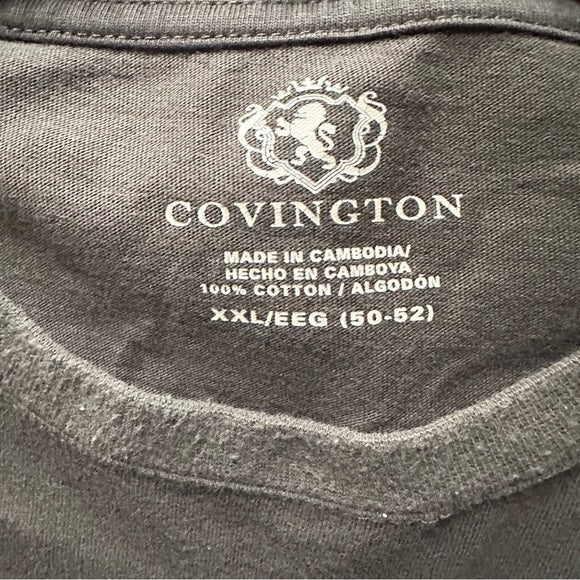 COVINGTON
MADE IN CAMBODIA/
HECHO EN CAMBOYA
100% COTTON / ALGODÓN
XXL/EEG (50-52)